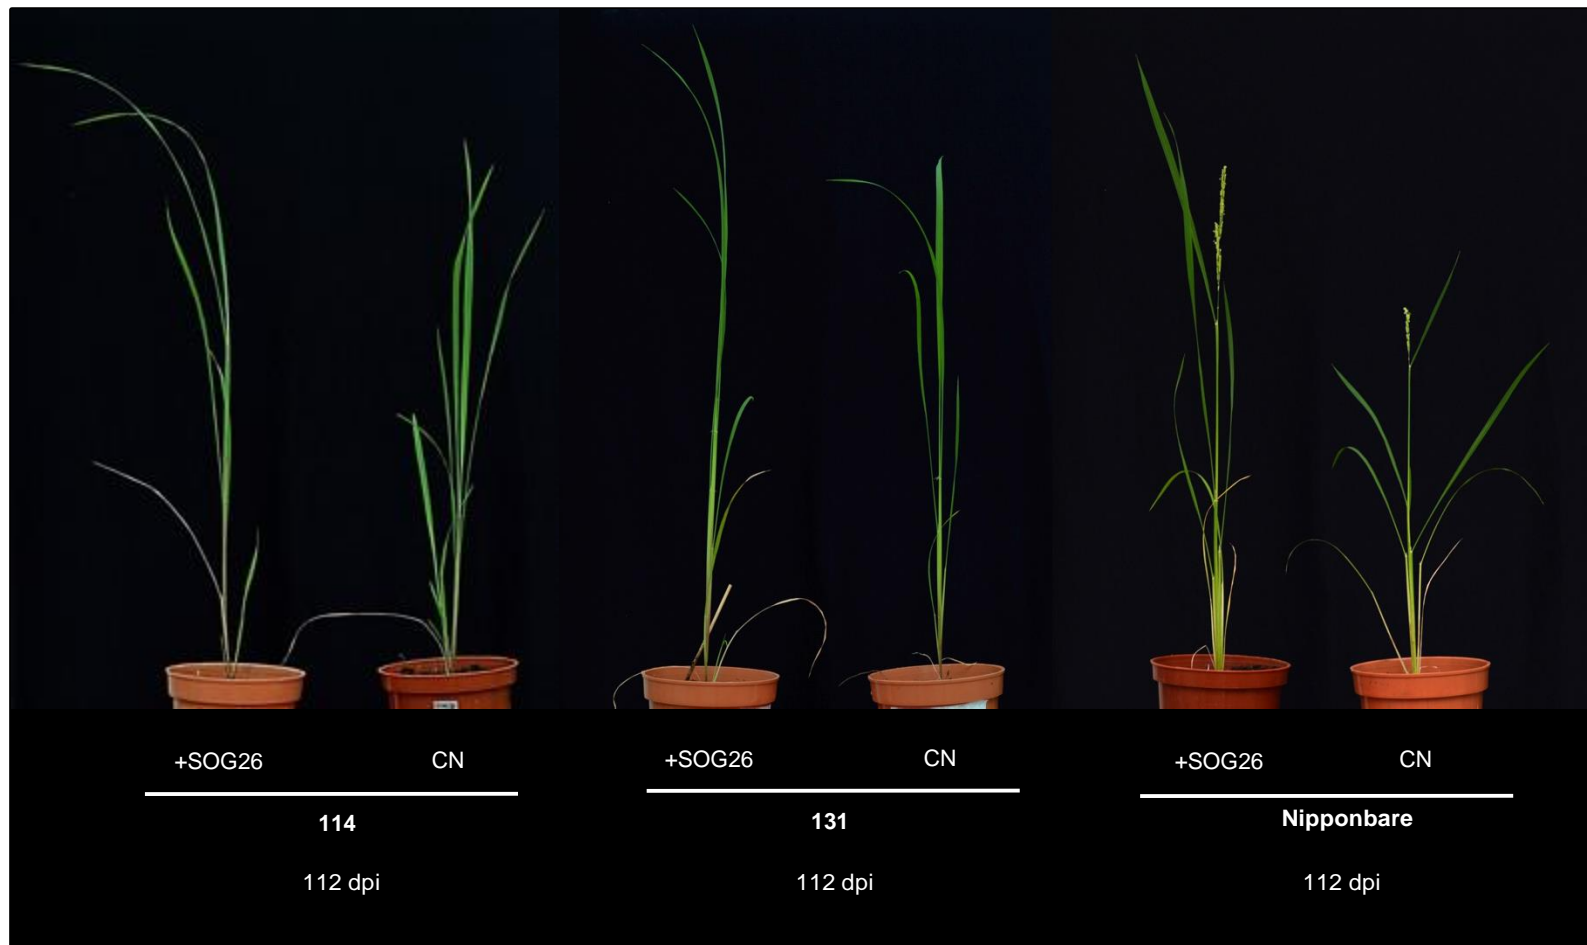 +SOG26 CN +SOG26 CN +SOG26 CN
114 131 Nipponbare
112 dpi 112 dpi 112 dpi